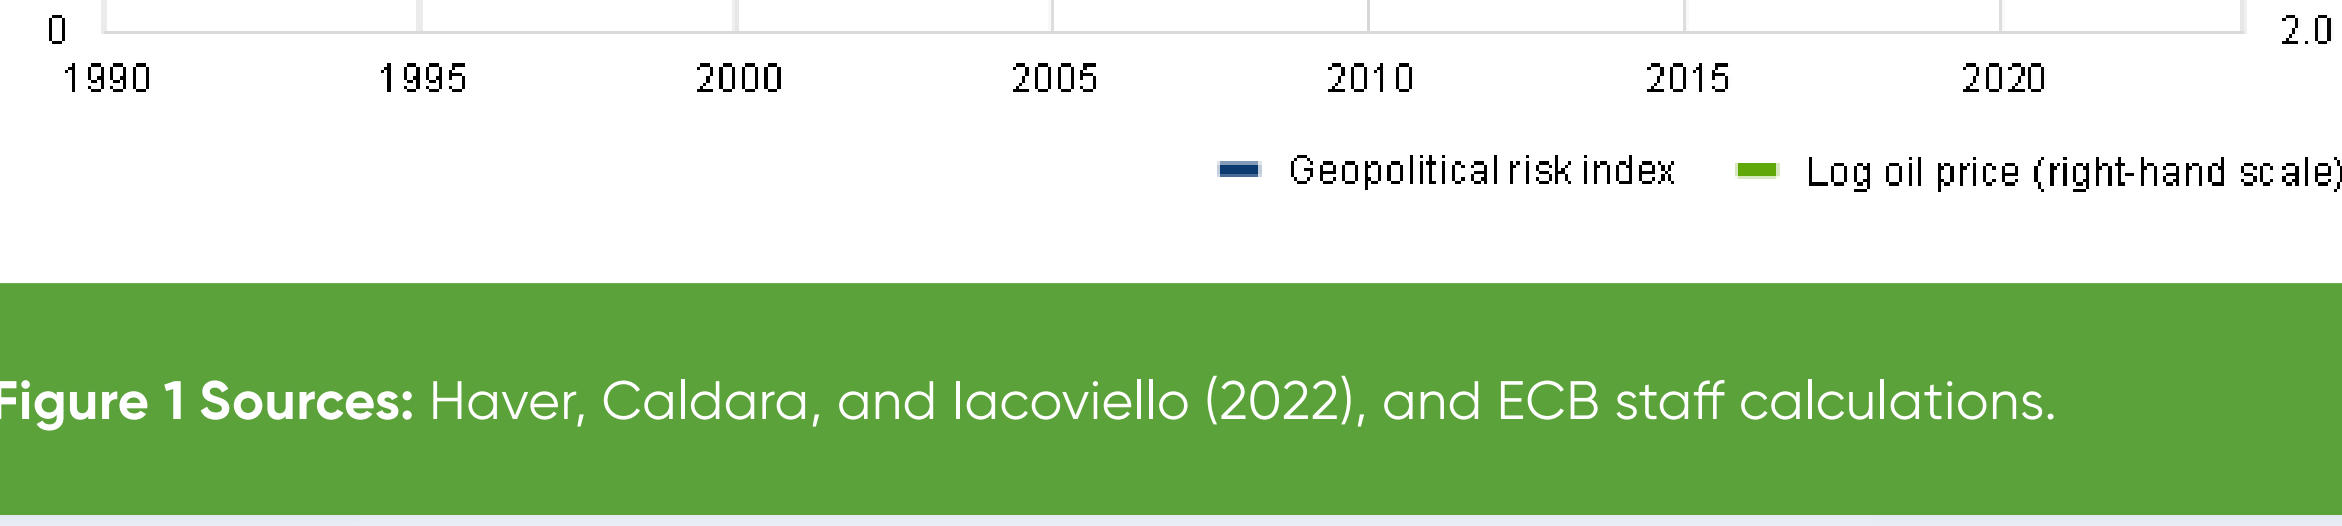 0 2.0
1990 1995 2000 2005 2010 2015 2020
Geopolitical risk index Log oil price (right-hand scale)
Figure 1 Sources: Haver, Caldara, and Iacoviello (2022), and ECB staff calculations.